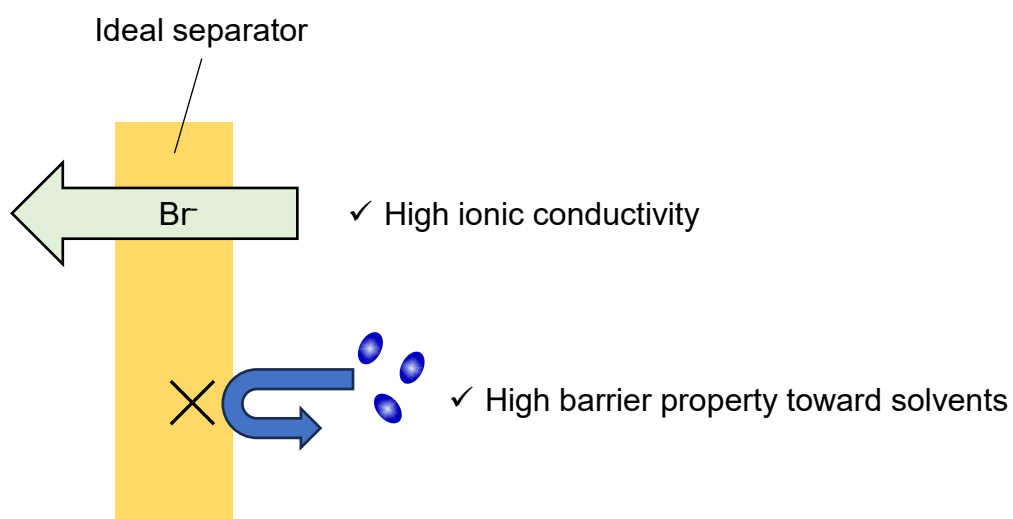 Ideal separator
Br⁻
✓ High ionic conductivity
✓ High barrier property toward solvents